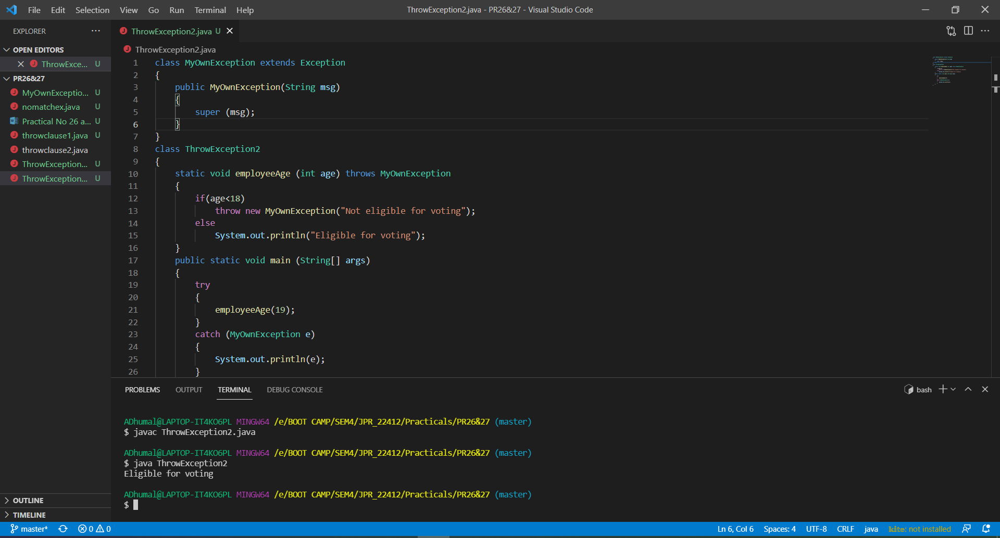 File Edit Selection View Go Run Terminal Help
ThrowException2.java - PR26&27 - Visual Studio Code
EXPLORER
OPEN EDITORS
ThrowExce... U
PR26&27
MyOwnExceptio... U
nomatchex.java U
Practical No 26 a... U
throwclause1.java U
throwclause2.java
ThrowException... U
ThrowException... U
OUTLINE
TIMELINE
ThrowException2.java U
ThrowException2.java
1 class MyOwnException extends Exception
2 {
3 public MyOwnException(String msg)
4 {
5 super (msg);
6 }
7 }
8 class ThrowException2
9 {
10 static void employeeAge (int age) throws MyOwnException
11 {
12 if(age<18)
13 throw new MyOwnException("Not eligible for voting");
14 else
15 System.out.println("Eligible for voting");
16 }
17 public static void main (String[] args)
18 {
19 try
20 {
21 employeeAge(19);
22 }
23 catch (MyOwnException e)
24 {
25 System.out.println(e);
26 }
PROBLEMS OUTPUT TERMINAL DEBUG CONSOLE
bash
ADhumal@LAPTOP-IT4KO6PL MINGW64 /e/BOOT CAMP/SEM4/JPR_22412/Practicals/PR26&27 (master)
$ javac ThrowException2.java
ADhumal@LAPTOP-IT4KO6PL MINGW64 /e/BOOT CAMP/SEM4/JPR_22412/Practicals/PR26&27 (master)
$ java ThrowException2
Eligible for voting
ADhumal@LAPTOP-IT4KO6PL MINGW64 /e/BOOT CAMP/SEM4/JPR_22412/Practicals/PR26&27 (master)
$
master* 0 0
Ln 6, Col 6 Spaces: 4 UTF-8 CRLF java kite: not installed